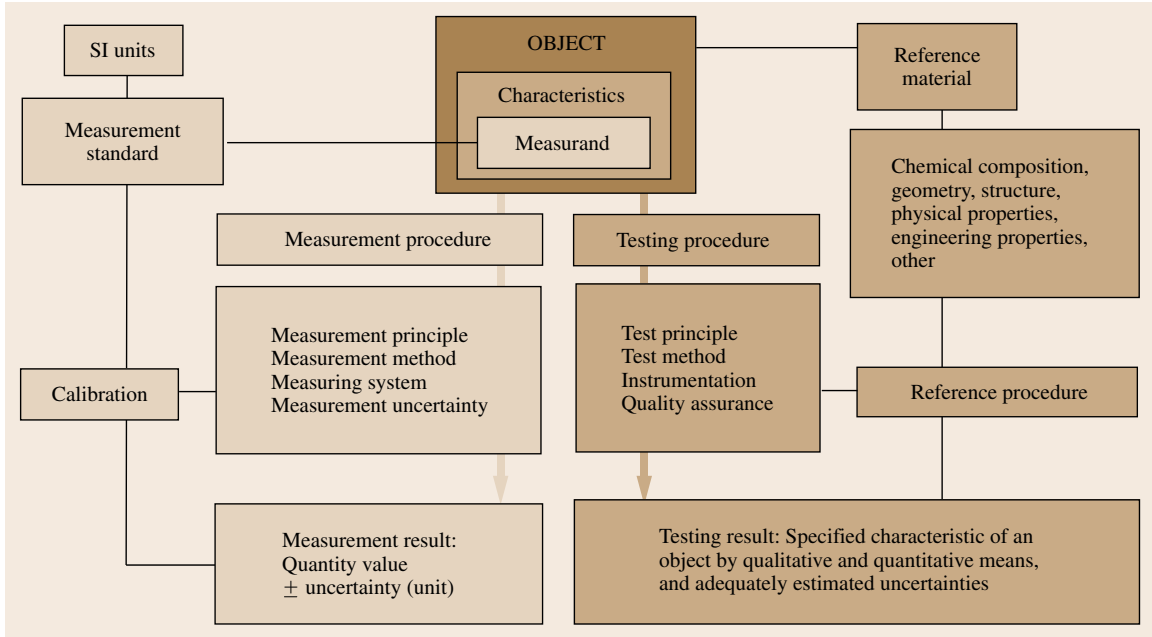 SI units
OBJECT
Reference
material
Characteristics
Measurement
standard
Measurand
Chemical composition,
geometry, structure,
physical properties,
engineering properties,
other
Measurement procedure
Testing procedure
Measurement principle
Measurement method
Measuring system
Measurement uncertainty
Test principle
Test method
Instrumentation
Quality assurance
Calibration
Reference procedure
Measurement result:
Quantity value
± uncertainty (unit)
Testing result: Specified characteristic of an
object by qualitative and quantitative means,
and adequately estimated uncertainties